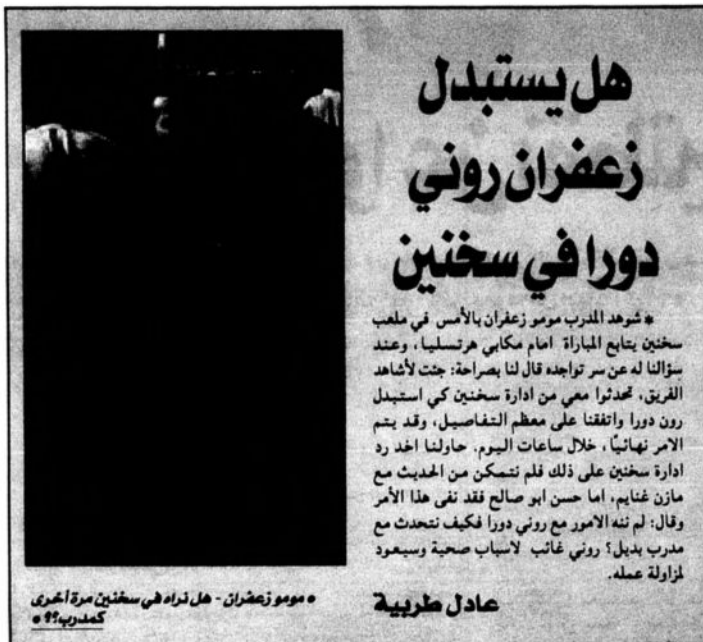 هل يستبدل
زعفران روني
دورا في سخنين
* شوهد المدرب مومو زعفران بالأمس في ملعب
سخنين يتابع المباراة امام مكابي هرتسليا، وعند
سؤالنا له عن سر تواجده قال لنا بصراحة: جئت لأشاهد
الفريق، تحدثوا معي من ادارة سخنين كي استبدل
رون دورا واتفقنا على معظم التفاصيل، وقد يتم
الامر نهائيًا، خلال ساعات اليوم. حاولنا اخذ رد
ادارة سخنين على ذلك فلم نتمكن من الحديث مع
مازن غنايم، اما حسن ابو صالح فقد نفى هذا الأمر
وقال: لم ننه الامور مع روني دورا فكيف نتحدث مع
مدرب بديل؟ روني غائب لاسباب صحية وسيعود
لمزاولة عمله.
عادل طربية
* مومو زعفران - هل نراه في سخنين مرة أخرى
كمدرب؟؟ *